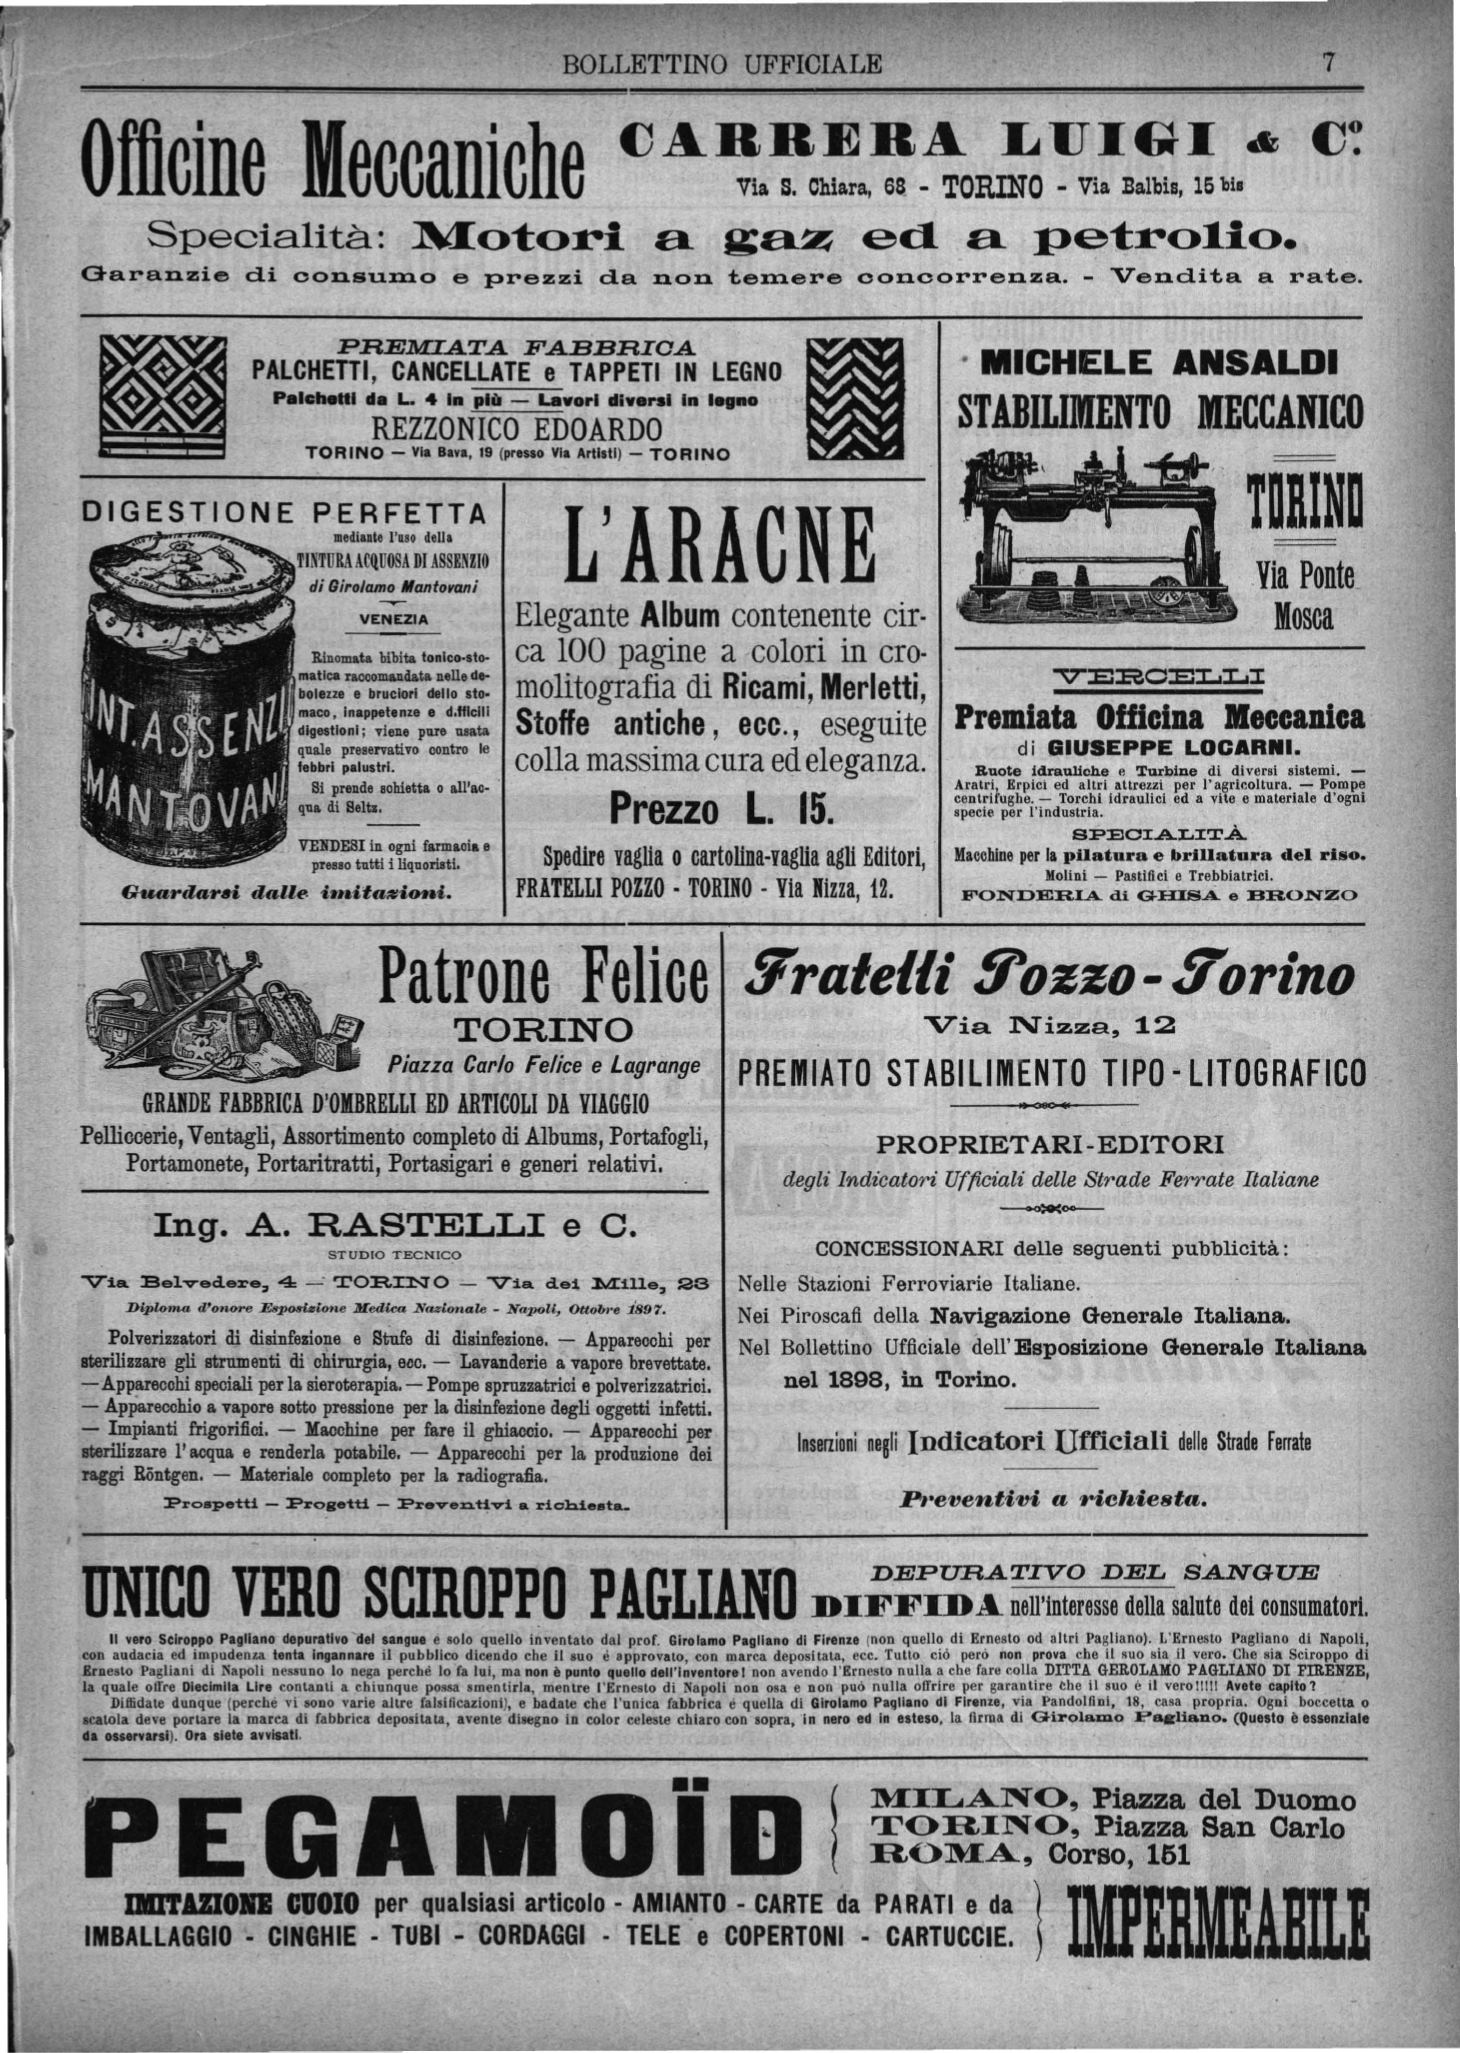 BOLLETTINO UFFICIALE 7
Officine Meccaniche CARRERA LUIGI & Cº.
Via S. Chiara, 68 - TORINO - Via Balbis, 15 bis
Specialità: Motori a gaz ed a petrolio.
Garanzie di consumo e prezzi da non temere concorrenza. - Vendita a rate.
PREMIATA FABBRICA
PALCHETTI, CANCELLATE e TAPPETI IN LEGNO
Palchetti da L. 4 in più — Lavori diversi in legno
REZZONICO EDOARDO
TORINO — Via Bava, 19 (presso Via Artisti) — TORINO
MICHELE ANSALDI
STABILIMENTO MECCANICO
TORINO
Via Ponte
Mosca
DIGESTIONE PERFETTA
mediante l'uso della
TINTURA ACQUOSA DI ASSENZIO
di Girolamo Mantovani
VENEZIA
Rinomata bibita tonico-sto-
matica raccomandata nelle de-
bolezze e bruciori dello sto-
maco, inappetenze e difficili
digestioni; viene pure usata
quale preservativo contro le
febbri palustri.
Si prende schietta o all'ac-
qua di Seltz.
VENDESI in ogni farmacia e
presso tutti i liquoristi.
Guardarsi dalle imitazioni.
TINT. ASSENZI
MANTOVANI
L'ARACNE
Elegante Album contenente cir-
ca 100 pagine a colori in cro-
molitografia di Ricami, Merletti,
Stoffe antiche, ecc., eseguite
colla massima cura ed eleganza.
Prezzo L. 15.
Spedire vaglia o cartolina-vaglia agli Editori,
FRATELLI POZZO - TORINO - Via Nizza, 12.
VERCELLI
Premiata Officina Meccanica
di GIUSEPPE LOCARNI.
Ruote idrauliche e Turbine di diversi sistemi. —
Aratri, Erpici ed altri attrezzi per l'agricoltura. — Pompe
centrifughe. — Torchi idraulici ed a vite e materiale d'ogni
specie per l'industria.
SPECIALITÀ
Macchine per la pilatura e brillatura del riso.
Molini — Pastifici e Trebbiatrici.
FONDERIA di GHISA e BRONZO
Patrone Felice
TORINO
Piazza Carlo Felice e Lagrange
GRANDE FABBRICA D'OMBRELLI ED ARTICOLI DA VIAGGIO
Pelliccerie, Ventagli, Assortimento completo di Albums, Portafogli,
Portamonete, Portaritratti, Portasigari e generi relativi.
Ing. A. RASTELLI e C.
STUDIO TECNICO
Via Belvedere, 4 — TORINO — Via dei Mille, 23
Diploma d'onore Esposizione Medica Nazionale - Napoli, Ottobre 1897.
Polverizzatori di disinfezione e Stufe di disinfezione. — Apparecchi per
sterilizzare gli strumenti di chirurgia, ecc. — Lavanderie a vapore brevettate.
— Apparecchi speciali per la sieroterapia. — Pompe spruzzatrici e polverizzatrici.
— Apparecchio a vapore sotto pressione per la disinfezione degli oggetti infetti.
— Impianti frigorifici. — Macchine per fare il ghiaccio. — Apparecchi per
sterilizzare l'acqua e renderla potabile. — Apparecchi per la produzione dei
raggi Röntgen. — Materiale completo per la radiografia.
Prospetti — Progetti — Preventivi a richiesta.
Fratelli Pozzo - Torino
Via Nizza, 12
PREMIATO STABILIMENTO TIPO-LITOGRAFICO
PROPRIETARI-EDITORI
degli Indicatori Ufficiali delle Strade Ferrate Italiane
CONCESSIONARI delle seguenti pubblicità:
Nelle Stazioni Ferroviarie Italiane.
Nei Piroscafi della Navigazione Generale Italiana.
Nel Bollettino Ufficiale dell'Esposizione Generale Italiana
nel 1898, in Torino.
Inserzioni negli Indicatori Ufficiali delle Strade Ferrate
Preventivi a richiesta.
UNICO VERO SCIROPPO PAGLIANO
DEPURATIVO DEL SANGUE
DIFFIDA nell'interesse della salute dei consumatori.
Il vero Sciroppo Pagliano depurativo del sangue è solo quello inventato dal prof. Girolamo Pagliano di Firenze (non quello di Ernesto od altri Pagliano). L'Ernesto Pagliano di Napoli,
con audacia ed impudenza tenta ingannare il pubblico dicendo che il suo è approvato, con marca depositata, ecc. Tutto ciò però non prova che il suo sia il vero. Che sia Sciroppo di
Ernesto Pagliani di Napoli nessuno lo nega perchè lo fa lui, ma non è punto quello dell'inventore! non avendo l'Ernesto nulla a che fare colla DITTA GEROLAMO PAGLIANO DI FIRENZE,
la quale offre Diecimila Lire contanti a chiunque possa smentirla, mentre l'Ernesto di Napoli non osa e non può nulla offrire per garantire che il suo è il vero!!!!! Avete capito?
Diffidate dunque (perchè vi sono varie altre falsificazioni), e badate che l'unica fabbrica è quella di Girolamo Pagliano di Firenze, via Pandolfini, 18, casa propria. Ogni boccetta o
scatola deve portare la marca di fabbrica depositata, avente disegno in color celeste chiaro con sopra, in nero ed in esteso, la firma di Girolamo Pagliano. (Questo è essenziale
da osservarsi). Ora siete avvisati.
PEGAMOÏD
MILANO, Piazza del Duomo
TORINO, Piazza San Carlo
ROMA, Corso, 151
IMITAZIONE CUOIO per qualsiasi articolo - AMIANTO - CARTE da PARATI e da
IMBALLAGGIO - CINGHIE - TUBI - CORDAGGI - TELE e COPERTONI - CARTUCCIE.
IMPERMEABILE